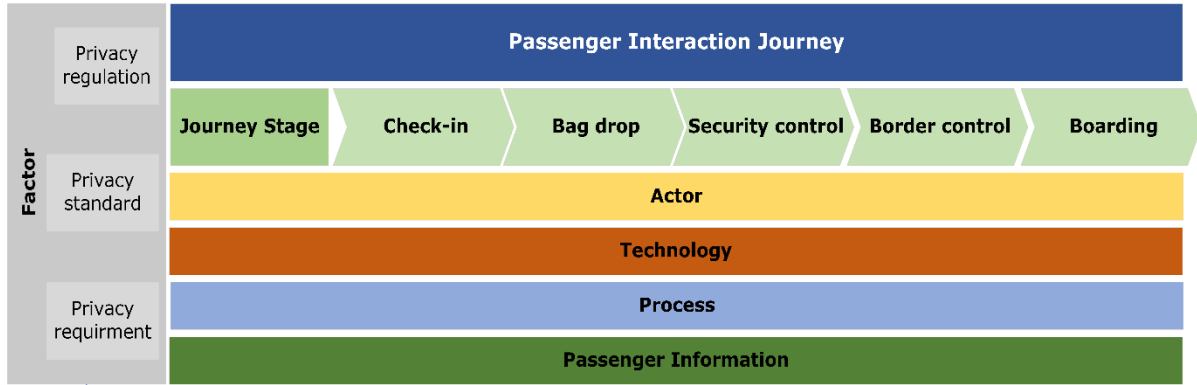 Factor
Privacy
regulation
Privacy
standard
Privacy
requirment
Passenger Interaction Journey
Journey Stage
Check-in
Bag drop
Security control
Border control
Boarding
Actor
Technology
Process
Passenger Information